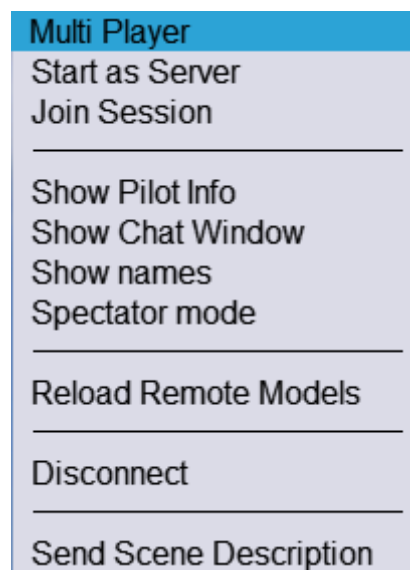 Multi Player
Start as Server
Join Session
Show Pilot Info
Show Chat Window
Show names
Spectator mode
Reload Remote Models
Disconnect
Send Scene Description